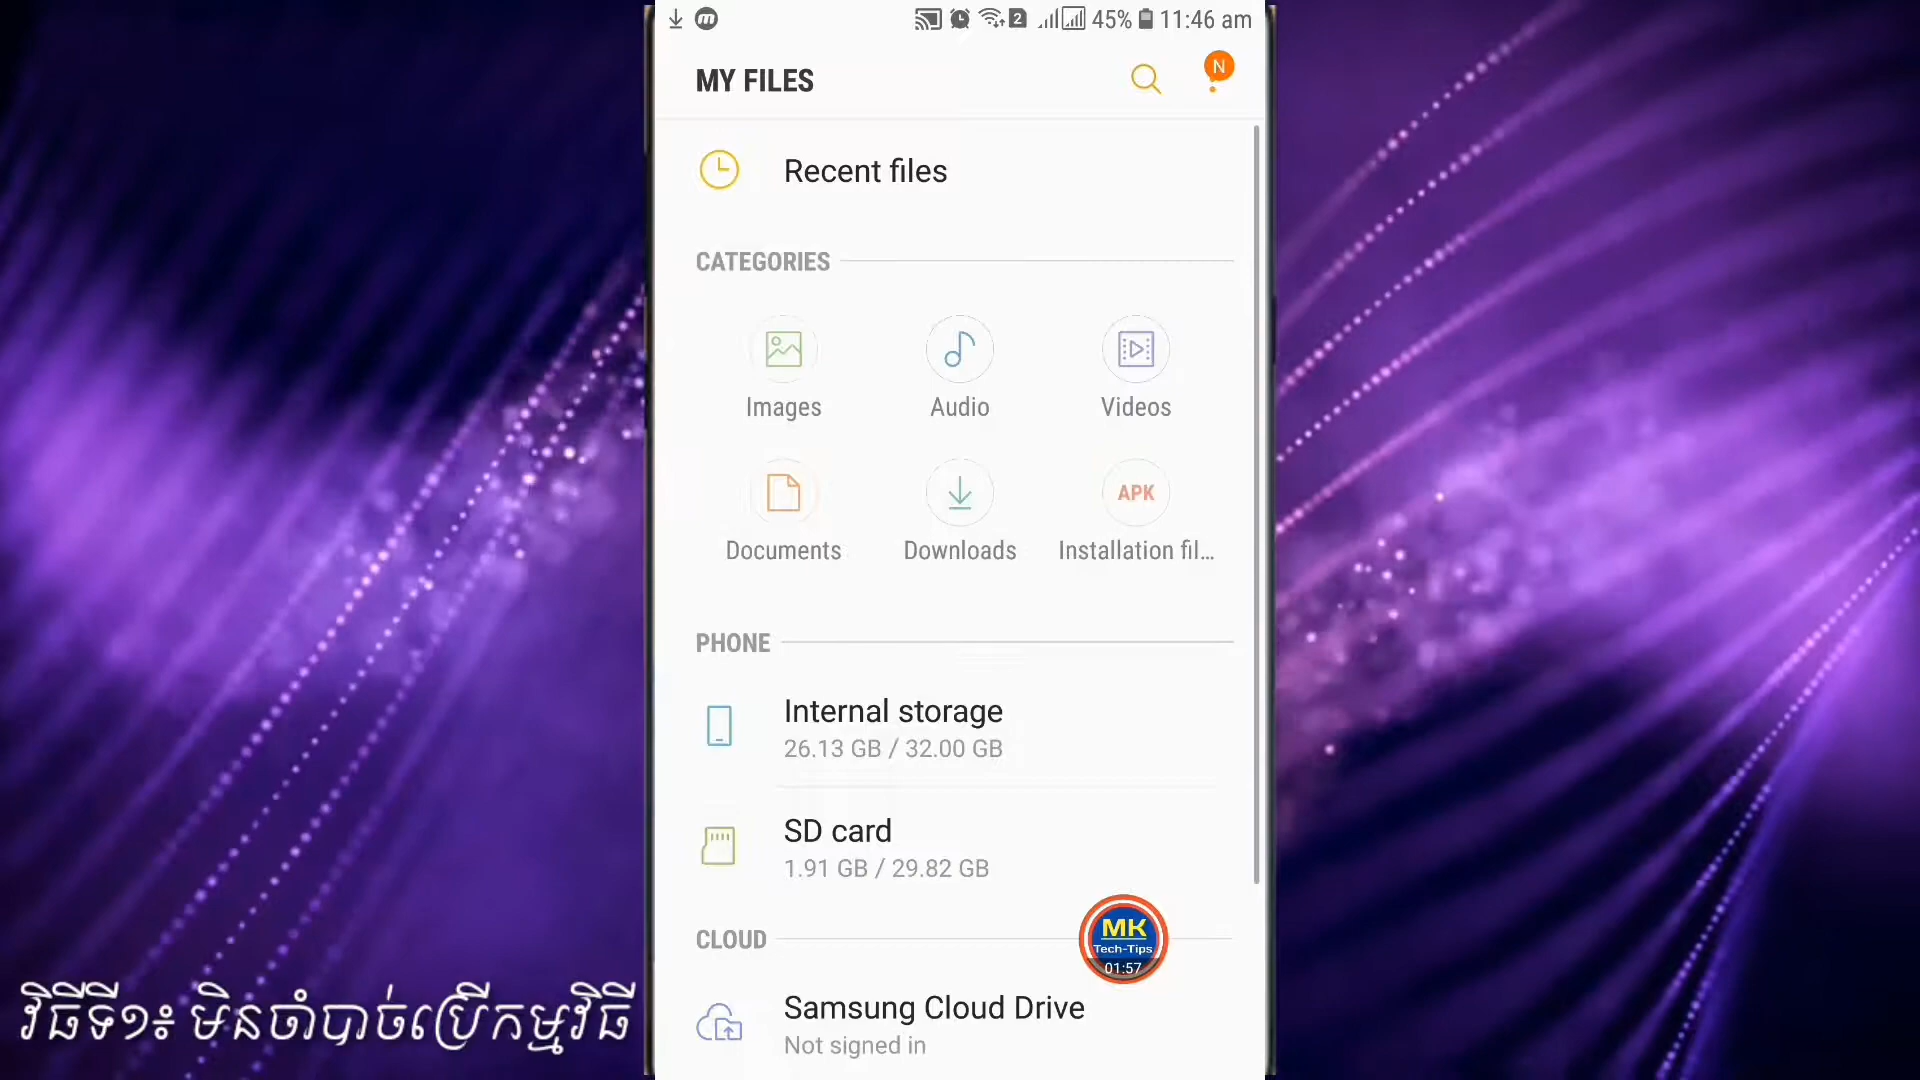 2 45% 11:46 am
MY FILES
N
Recent files
CATEGORIES
Images Audio Videos
APK
Documents Downloads Installation fil...
PHONE
Internal storage
26.13 GB / 32.00 GB
SD card
1.91 GB / 29.82 GB
CLOUD
MK
Tech-Tips
01:57
Samsung Cloud Drive
Not signed in
វិធីទី១៖ មិនចាំបាច់ប្រើកម្មវិធី